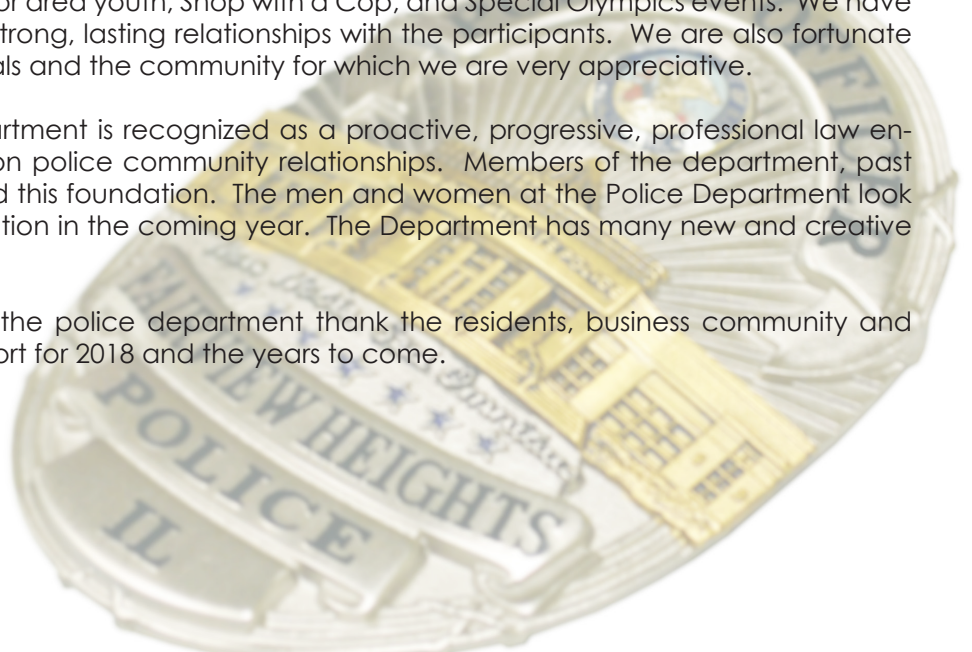 or area youth, Shop with a Cop, and Special Olympics events. We have
trong, lasting relationships with the participants. We are also fortunate
als and the community for which we are very appreciative.
artment is recognized as a proactive, progressive, professional law en-
on police community relationships. Members of the department, past
d this foundation. The men and women at the Police Department look
tion in the coming year. The Department has many new and creative
the police department thank the residents, business community and
ort for 2018 and the years to come.
FAIRVIEW HEIGHTS
POLICE
IL